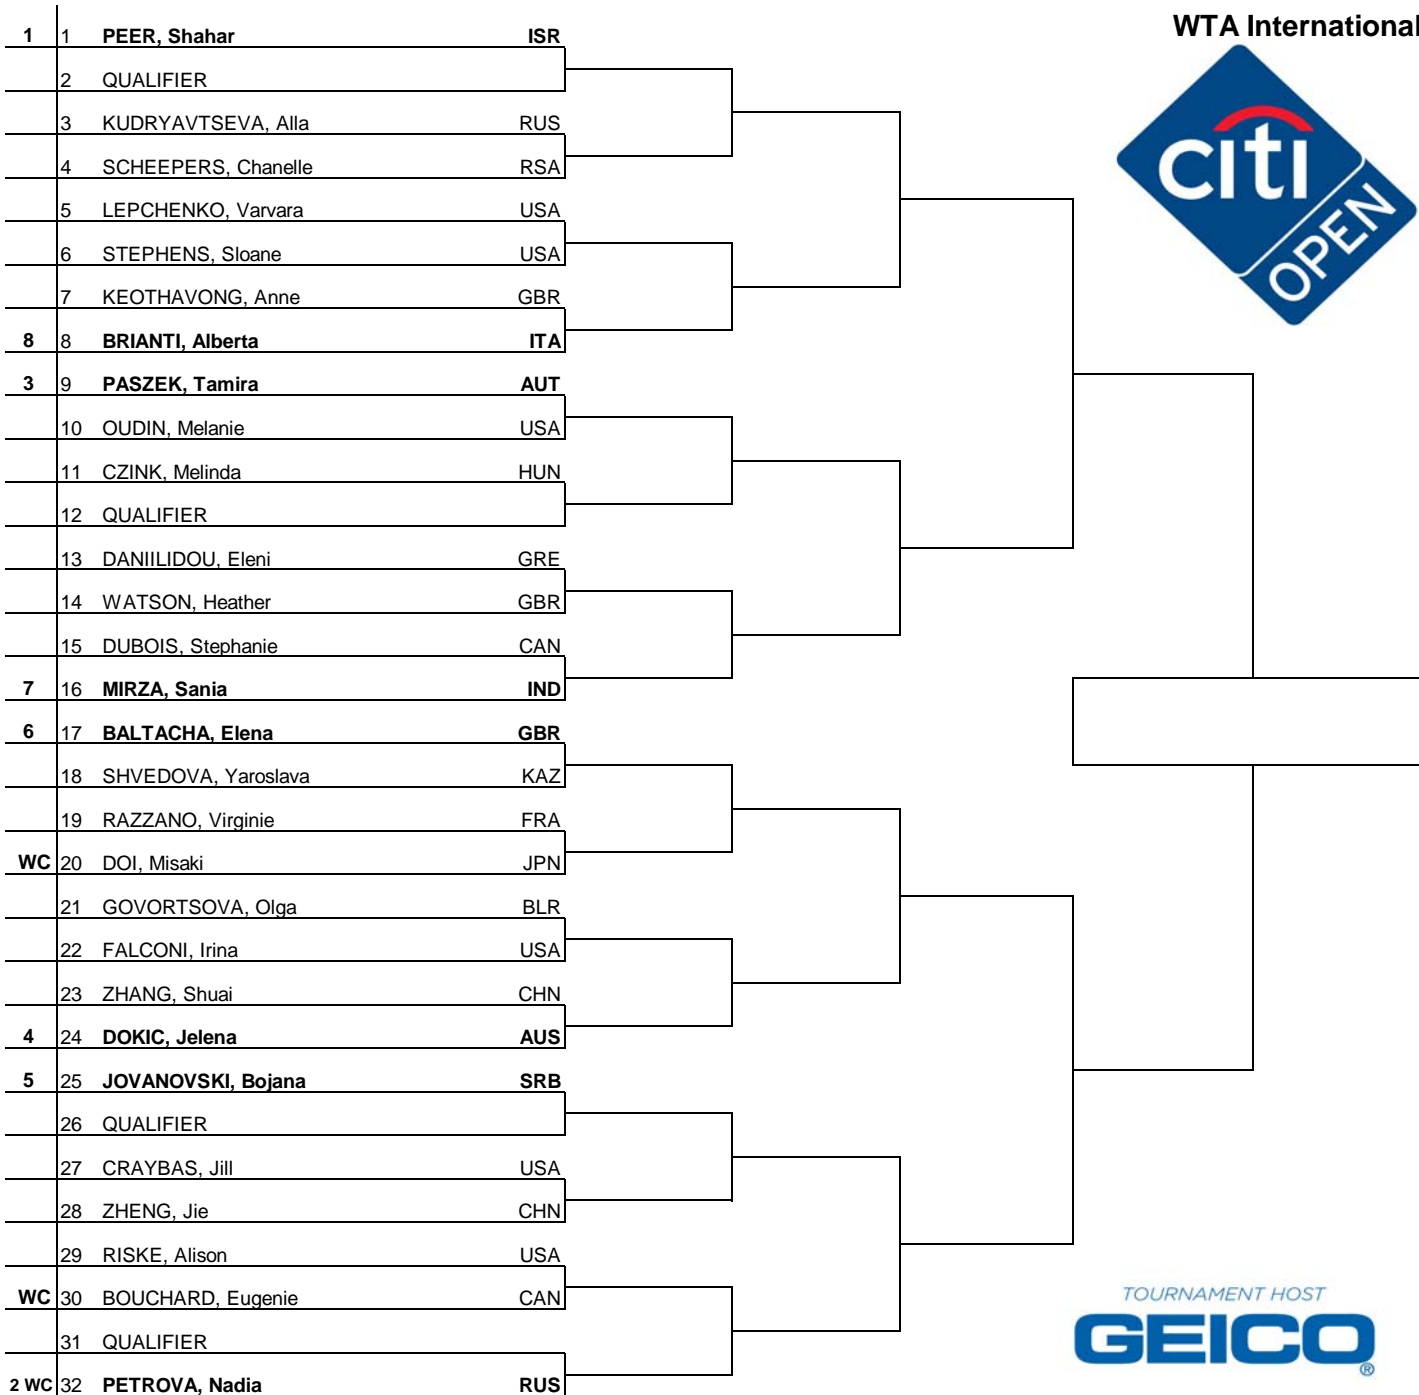 WTA International
citi
OPEN
1 1 PEER, Shahar ISR
2 QUALIFIER
3 KUDRYAVTSEVA, Alla RUS
4 SCHEEPERS, Chanelle RSA
5 LEPCHENKO, Varvara USA
6 STEPHENS, Sloane USA
7 KEOTHAVONG, Anne GBR
8 8 BRIANTI, Alberta ITA
3 9 PASZEK, Tamira AUT
10 OUDIN, Melanie USA
11 CZINK, Melinda HUN
12 QUALIFIER
13 DANIILIDOU, Eleni GRE
14 WATSON, Heather GBR
15 DUBOIS, Stephanie CAN
7 16 MIRZA, Sania IND
6 17 BALTACHA, Elena GBR
18 SHVEDOVA, Yaroslava KAZ
19 RAZZANO, Virginie FRA
WC 20 DOI, Misaki JPN
21 GOVORTSOVA, Olga BLR
22 FALCONI, Irina USA
23 ZHANG, Shuai CHN
4 24 DOKIC, Jelena AUS
5 25 JOVANOVSKI, Bojana SRB
26 QUALIFIER
27 CRAYBAS, Jill USA
28 ZHENG, Jie CHN
29 RISKE, Alison USA
WC 30 BOUCHARD, Eugenie CAN
31 QUALIFIER
2 WC 32 PETROVA, Nadia RUS
TOURNAMENT HOST
GEICO®